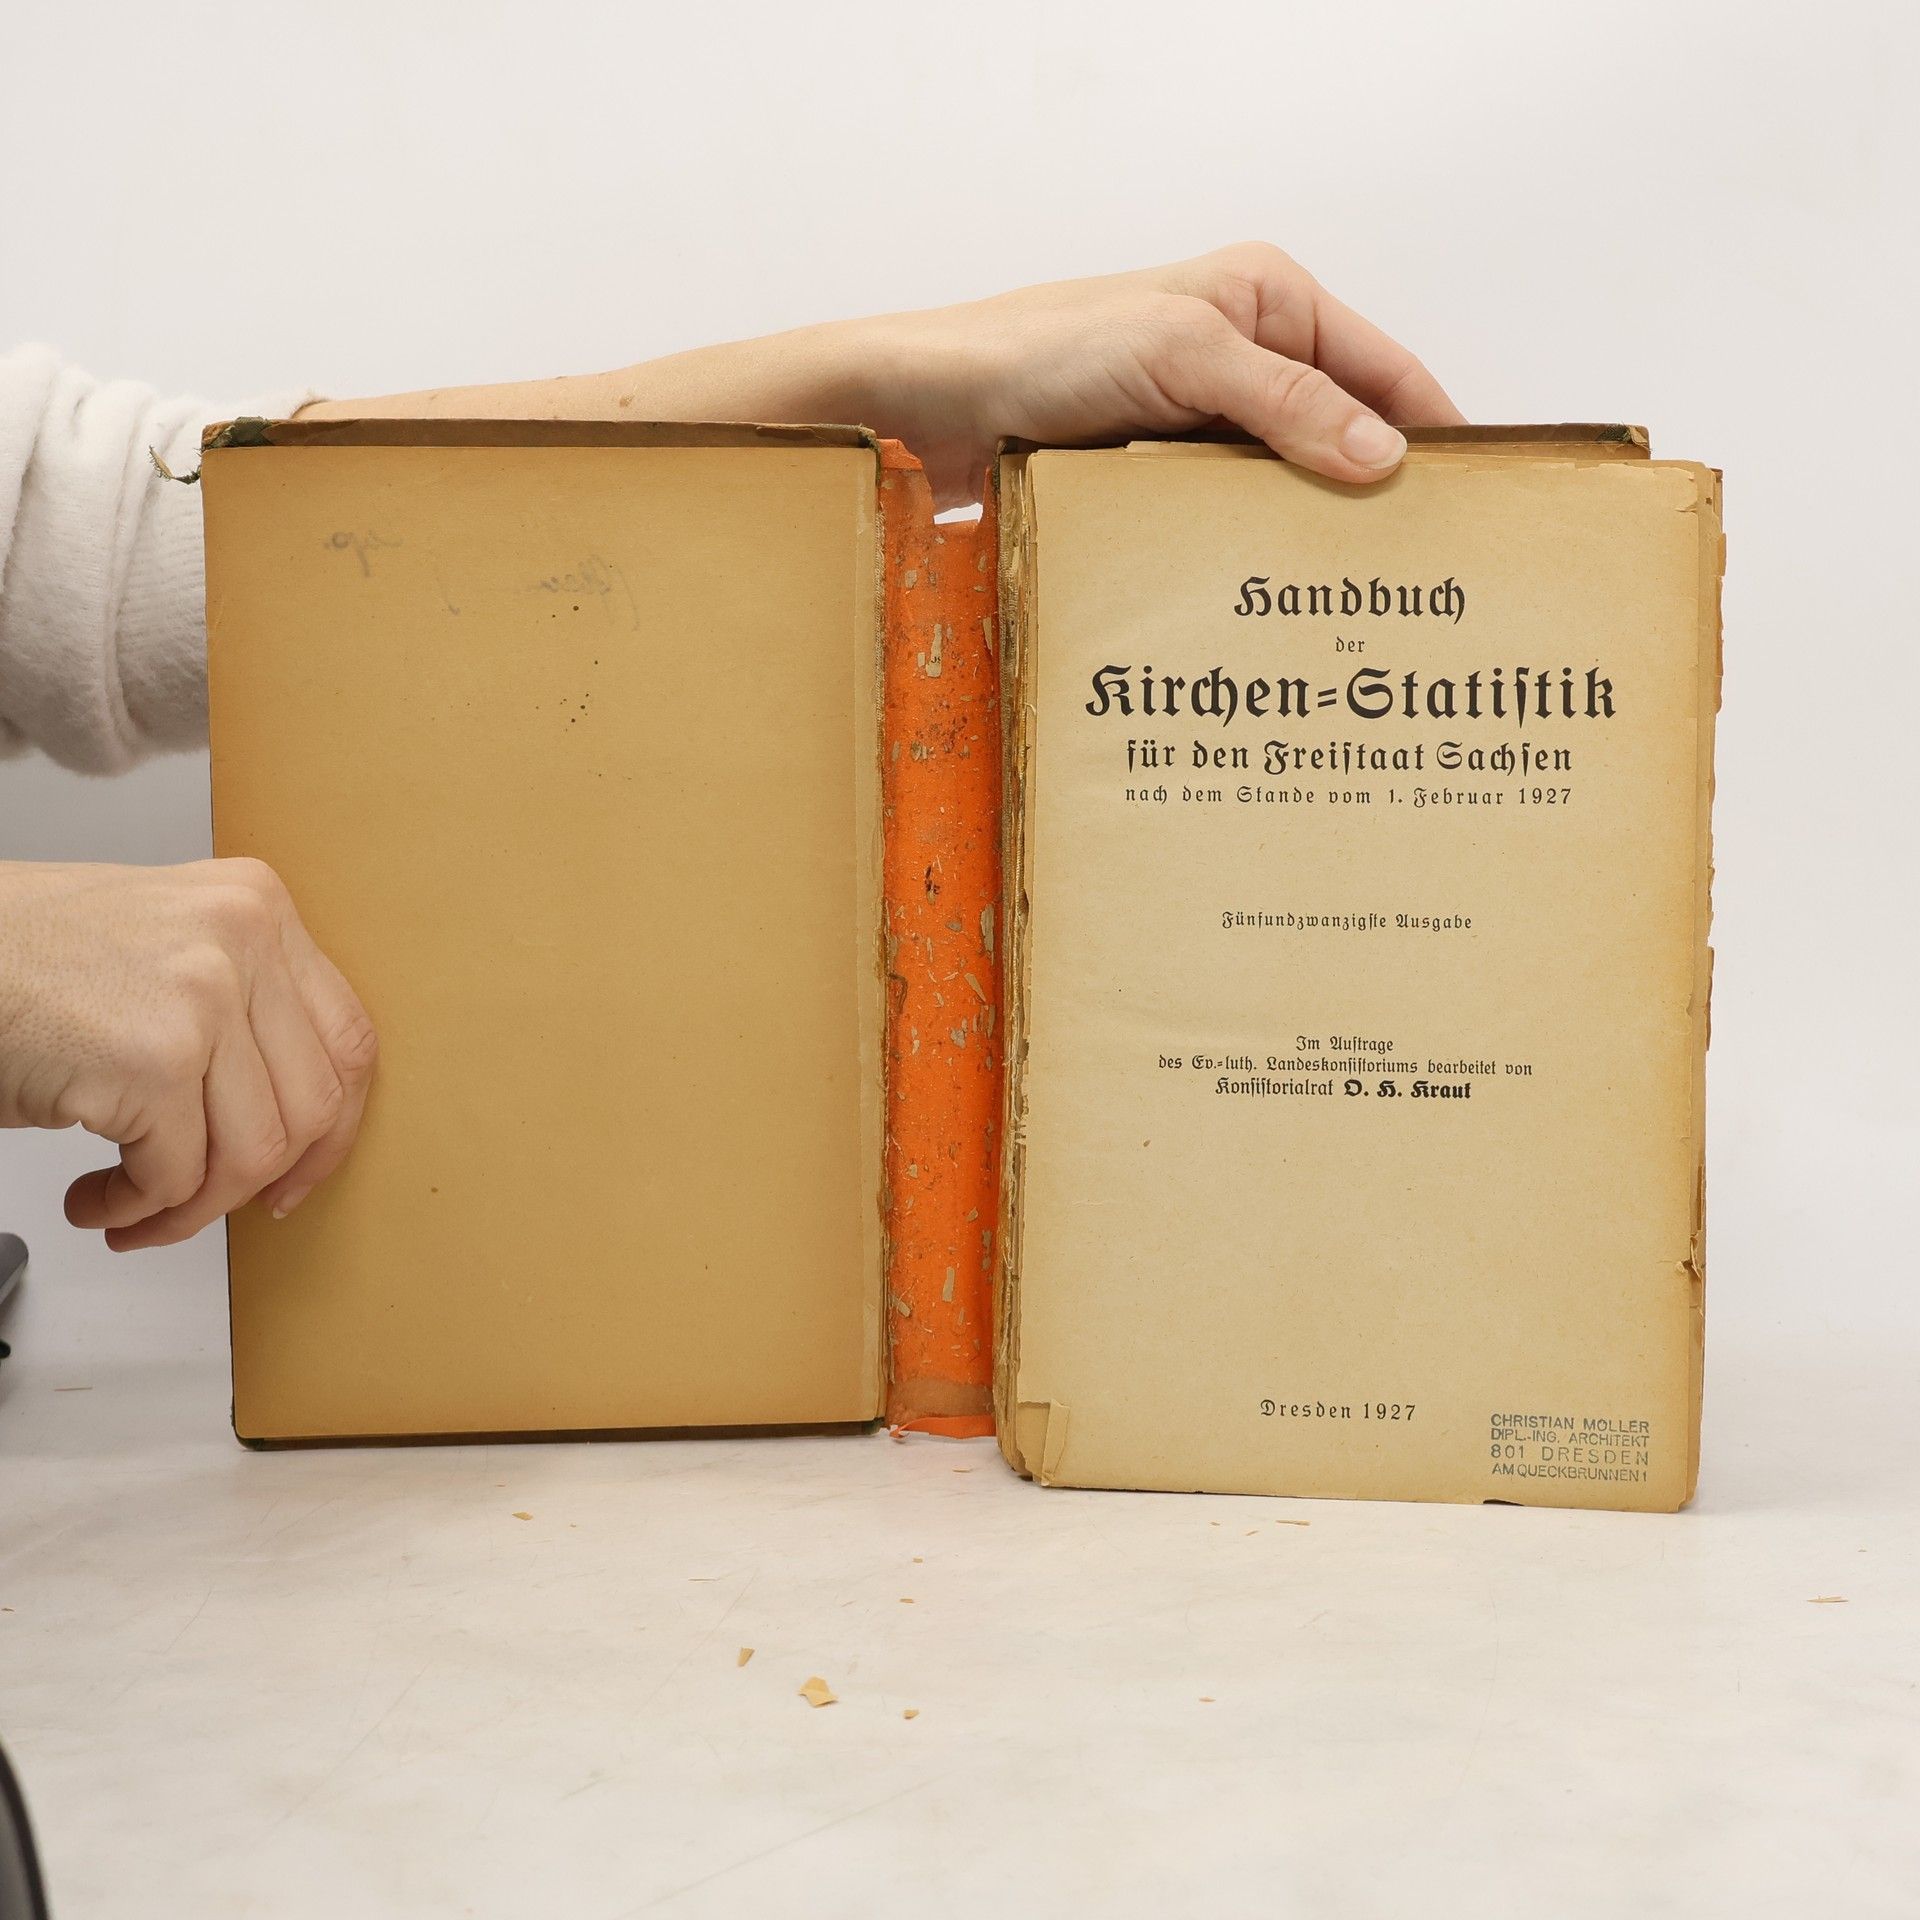 Handbuch
der
Kirchen=Statiſtik
für den Freiſtaat Sachſen
nach dem Stande vom 1. Februar 1927
Fünfundzwanzigſte Ausgabe
Im Auftrage
des Ev.=luth. Landeskonſiſtoriums bearbeitet von
Konſiſtorialrat D. H. Kraut
Dresden 1927
CHRISTIAN MÖLLER
DIPL.-ING. ARCHITEKT
801 DRESDEN
AM QUECKBRUNNEN 1